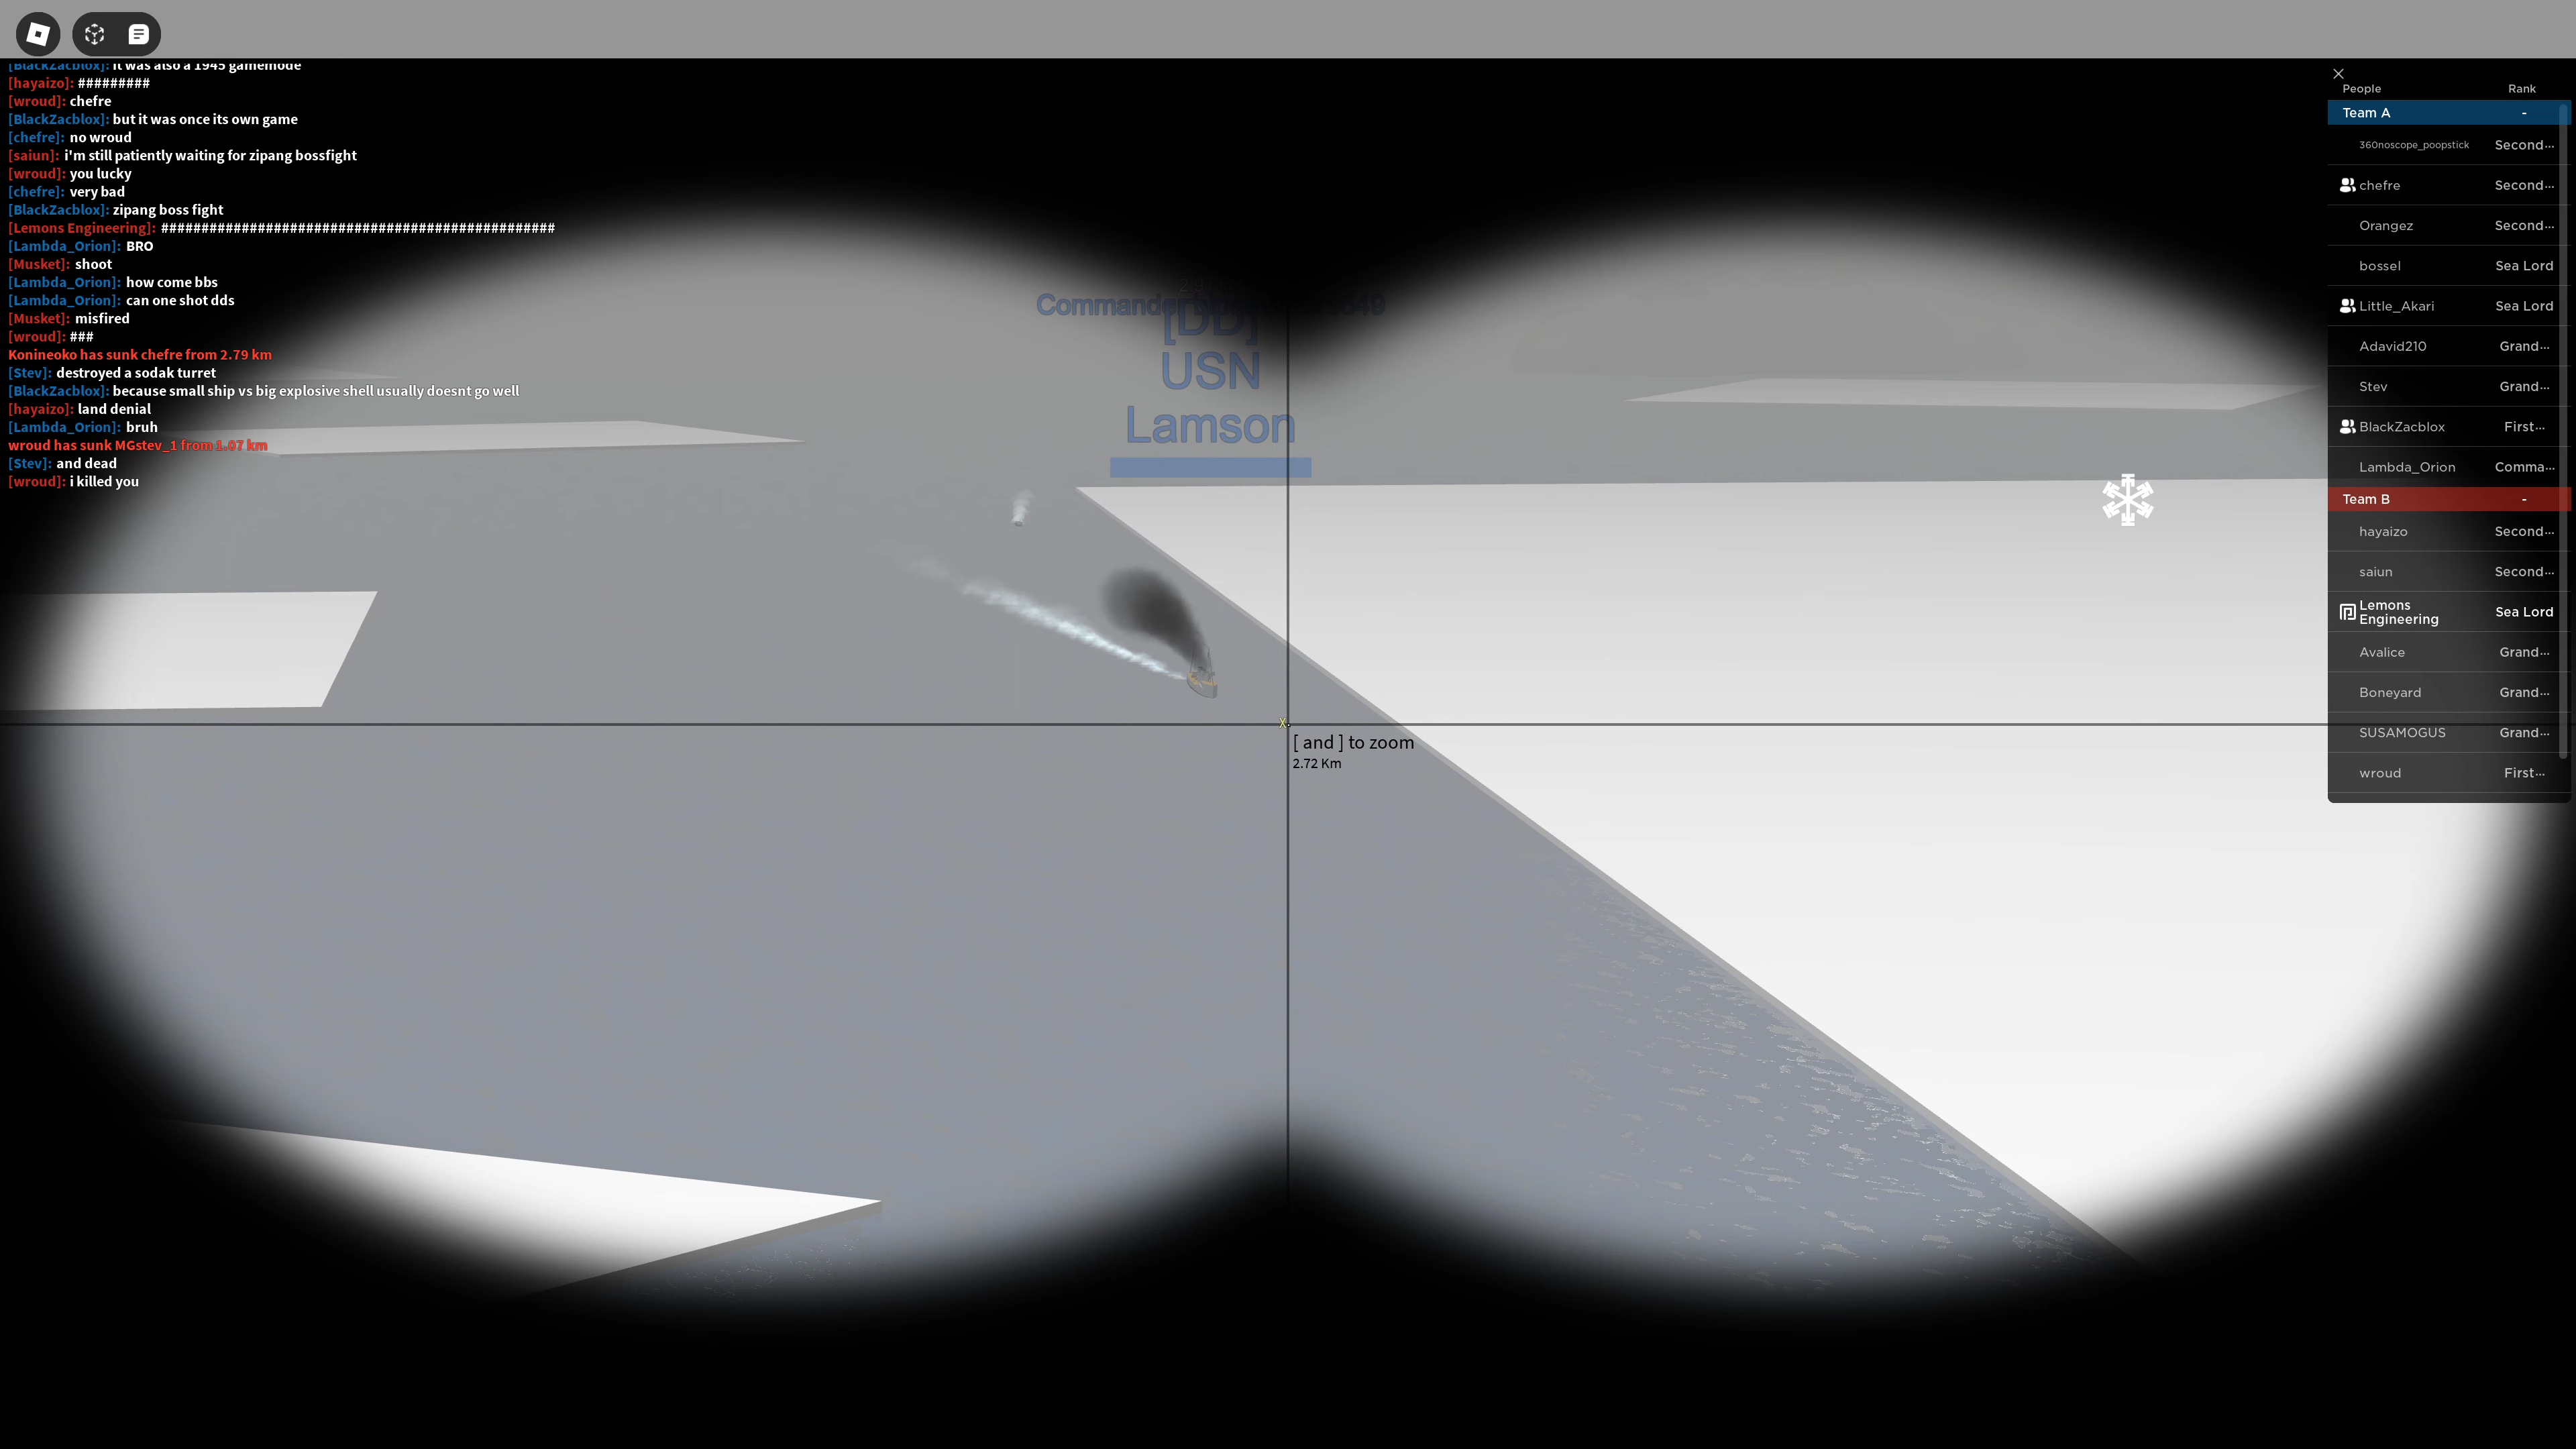 [BlackZacblox]: it was also a 1945 gamemode
[hayaizo]: #########
[wroud]: chefre
[BlackZacblox]: but it was once its own game
[chefre]: no wroud
[saiun]: i'm still patiently waiting for zipang bossfight
[wroud]: you lucky
[chefre]: very bad
[BlackZacblox]: zipang boss fight
[Lemons Engineering]: #################################################
[Lambda_Orion]: BRO
[Musket]: shoot
[Lambda_Orion]: how come bbs
[Lambda_Orion]: can one shot dds
[Musket]: misfired
[wroud]: ###
Konineoko has sunk chefre from 2.79 km
[Stev]: destroyed a sodak turret
[BlackZacblox]: because small ship vs big explosive shell usually doesnt go well
[hayaizo]: land denial
[Lambda_Orion]: bruh
wroud has sunk MGstev_1 from 1.07 km
[Stev]: and dead
[wroud]: i killed you
[DD]
USN
Lamson
X
[ and ] to zoom
2.72 Km
People Rank
Team A -
360noscope_poopstick Second...
chefre Second...
Orangez Second...
bossel Sea Lord
Little_Akari Sea Lord
Adavid210 Grand...
Stev Grand...
BlackZacblox First...
Lambda_Orion Comma...
Team B -
hayaizo Second...
saiun Second...
Lemons
Engineering Sea Lord
Avalice Grand...
Boneyard Grand...
SUSAMOGUS Grand...
wroud First...